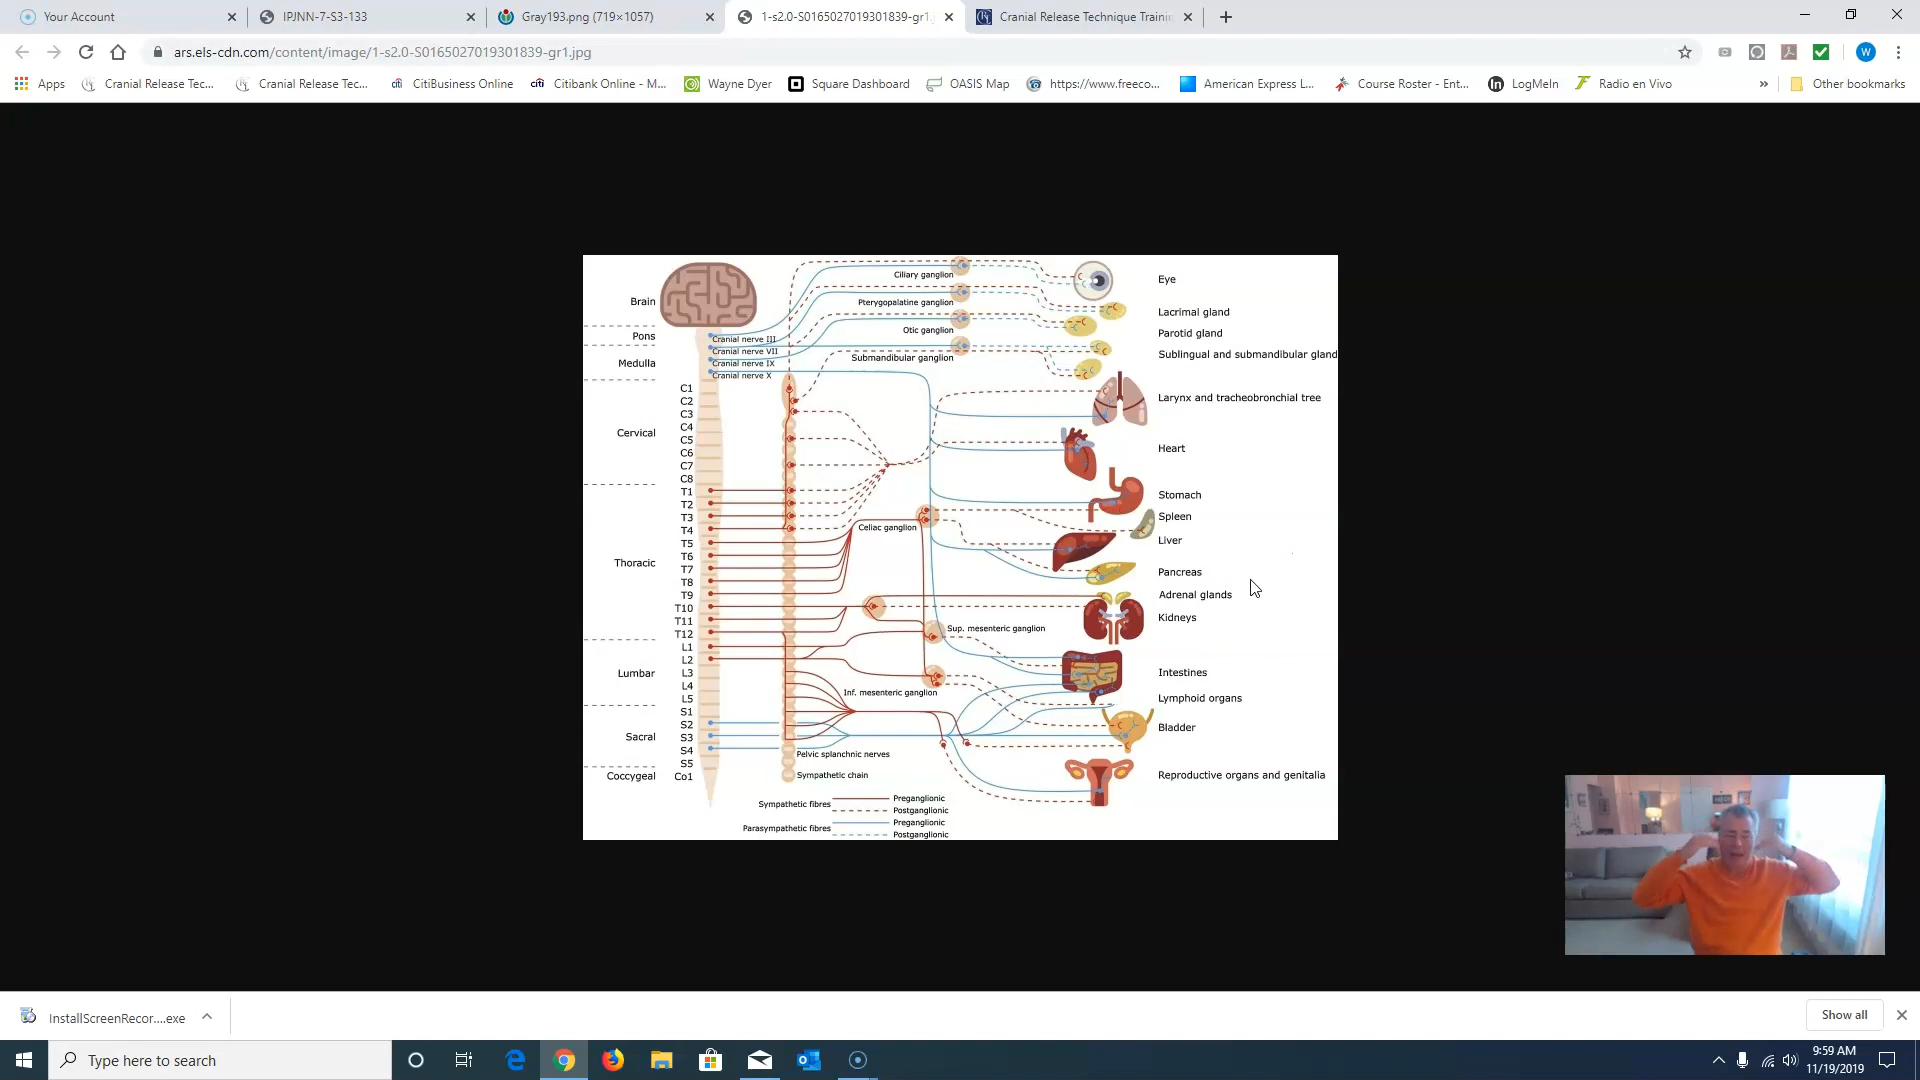 Your Account
IPJNN-7-S3-133
Gray193.png (719×1057)
1-s2.0-S0165027019301839-gr1.
Cranial Release Technique Trainin
ars.els-cdn.com/content/image/1-s2.0-S0165027019301839-gr1.jpg
W
Apps
Cranial Release Tec...
Cranial Release Tec...
citi
CitiBusiness Online
citi
Citibank Online - M...
Wayne Dyer
Square Dashboard
OASIS Map
https://www.freeco...
American Express L...
Course Roster - Ent...
In
LogMeIn
Radio en Vivo
»
Other bookmarks
Brain
Pons
Medulla
Cervical
Thoracic
Lumbar
Sacral
Coccygeal
C1
C2
C3
C4
C5
C6
C7
C8
T1
T2
T3
T4
T5
T6
T7
T8
T9
T10
T11
T12
L1
L2
L3
L4
L5
S1
S2
S3
S4
S5
Co1
Cranial nerve III
Cranial nerve VII
Cranial nerve IX
Cranial nerve X
Ciliary ganglion
Pterygopalatine ganglion
Otic ganglion
Submandibular ganglion
Celiac ganglion
Sup. mesenteric ganglion
Inf. mesenteric ganglion
Pelvic splanchnic nerves
Sympathetic chain
Eye
Lacrimal gland
Parotid gland
Sublingual and submandibular gland
Larynx and tracheobronchial tree
Heart
Stomach
Spleen
Liver
Pancreas
Adrenal glands
Kidneys
Intestines
Lymphoid organs
Bladder
Reproductive organs and genitalia
Sympathetic fibres
Preganglionic
Postganglionic
Parasympathetic fibres
Preganglionic
Postganglionic
InstallScreenRecor....exe
Show all
Type here to search
9:59 AM
11/19/2019